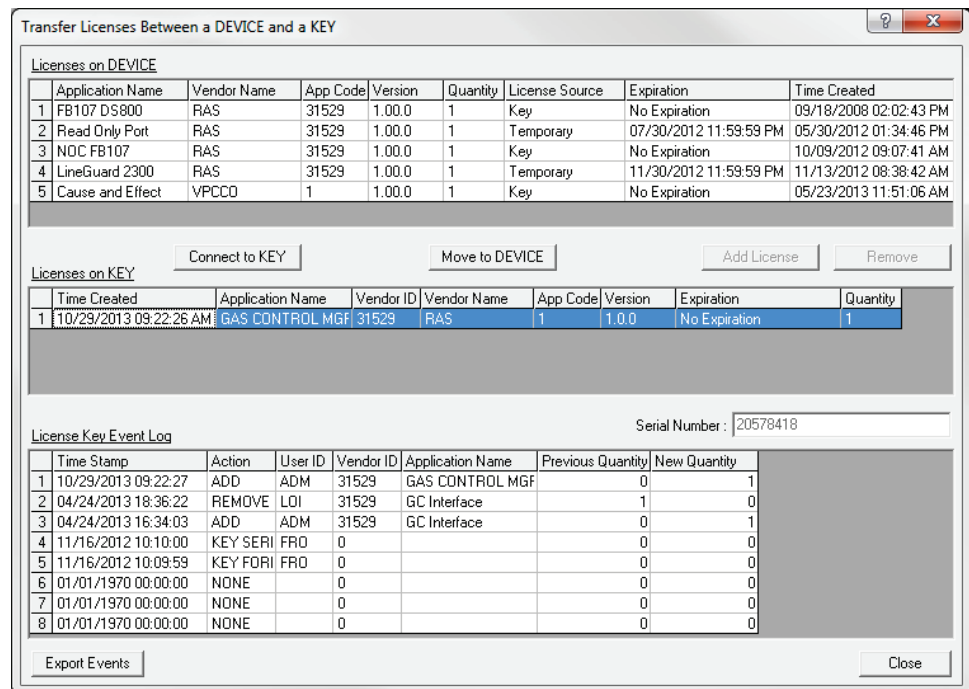 Transfer Licenses Between a DEVICE and a KEY
Licenses on DEVICE
Application Name Vendor Name App Code Version Quantity License Source Expiration Time Created
1 FB107 DS800 RAS 31529 1.00.0 1 Key No Expiration 09/18/2008 02:02:43 PM
2 Read Only Port RAS 31529 1.00.0 1 Temporary 07/30/2012 11:59:59 PM 05/30/2012 01:34:46 PM
3 NOC FB107 RAS 31529 1.00.0 1 Key No Expiration 10/09/2012 09:07:41 AM
4 LineGuard 2300 RAS 31529 1.00.0 1 Temporary 11/30/2012 11:59:59 PM 11/13/2012 08:38:42 AM
5 Cause and Effect VPCCO 1 1.00.0 1 Key No Expiration 05/23/2013 11:51:06 AM
Connect to KEY Move to DEVICE Add License Remove
Licenses on KEY
Time Created Application Name Vendor ID Vendor Name App Code Version Expiration Quantity
1 10/29/2013 09:22:26 AM GAS CONTROL MGF 31529 RAS 1 1.0.0 No Expiration 1
Serial Number : 20578418
License Key Event Log
Time Stamp Action User ID Vendor ID Application Name Previous Quantity New Quantity
1 10/29/2013 09:22:27 ADD ADM 31529 GAS CONTROL MGF 0 1
2 04/24/2013 18:36:22 REMOVE LOI 31529 GC Interface 1 0
3 04/24/2013 16:34:03 ADD ADM 31529 GC Interface 0 1
4 11/16/2012 10:10:00 KEY SERI FRO 0 0 0
5 11/16/2012 10:09:59 KEY FORI FRO 0 0 0
6 01/01/1970 00:00:00 NONE 0 0 0
7 01/01/1970 00:00:00 NONE 0 0 0
8 01/01/1970 00:00:00 NONE 0 0 0
Export Events Close